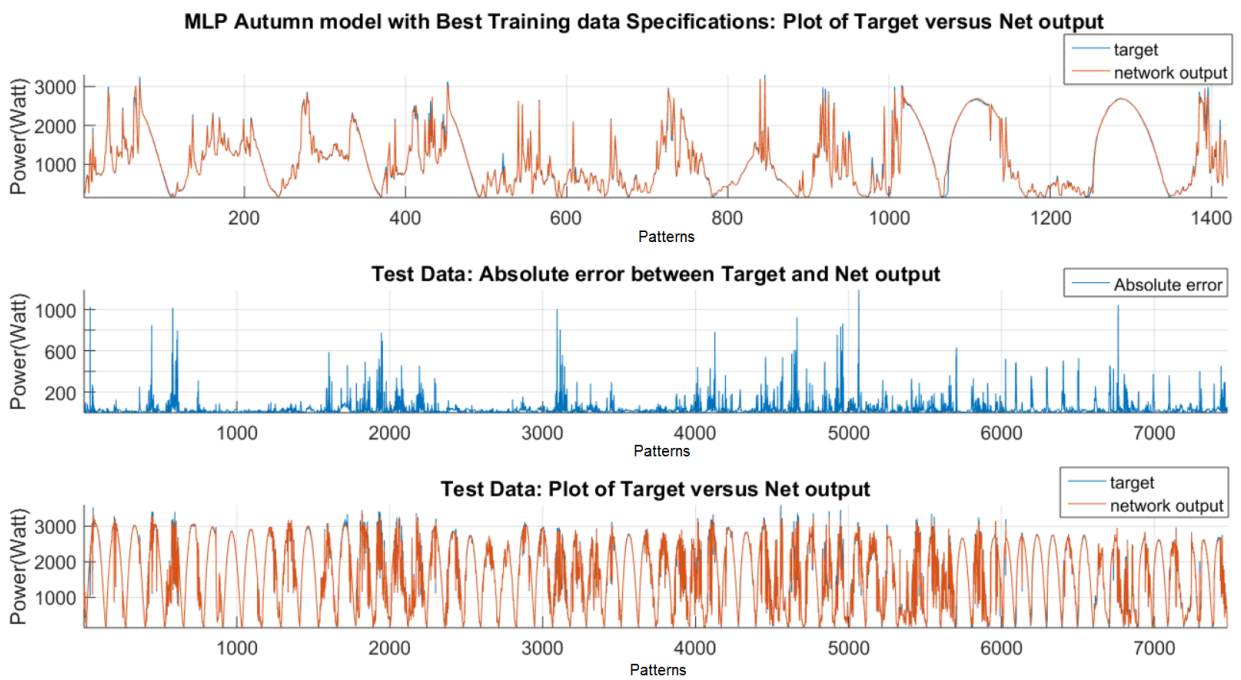 MLP Autumn model with Best Training data Specifications: Plot of Target versus Net output
target
network output
Power(Watt)
3000
2000
1000
200 400 600 800 1000 1200 1400
Patterns
Test Data: Absolute error between Target and Net output
Absolute error
Power(Watt)
1000
600
200
1000 2000 3000 4000 5000 6000 7000
Patterns
Test Data: Plot of Target versus Net output
target
network output
Power(Watt)
3000
2000
1000
1000 2000 3000 4000 5000 6000 7000
Patterns